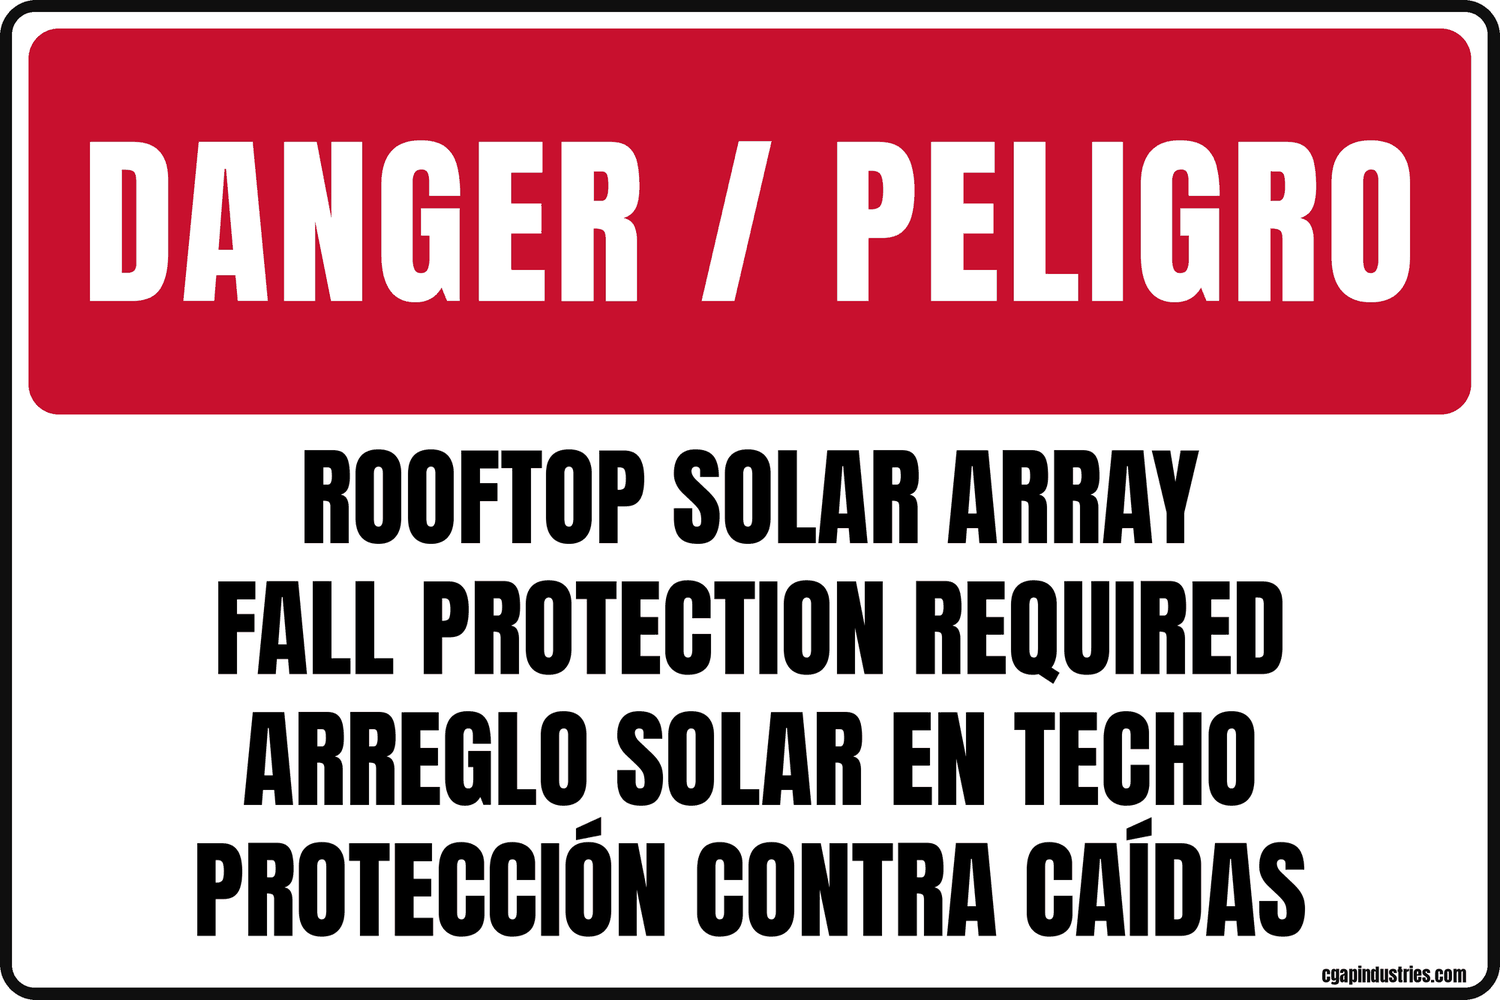 DANGER / PELIGRO
ROOFTOP SOLAR ARRAY
FALL PROTECTION REQUIRED
ARREGLO SOLAR EN TECHO
PROTECCIÓN CONTRA CAÍDAS
cgapindustries.com